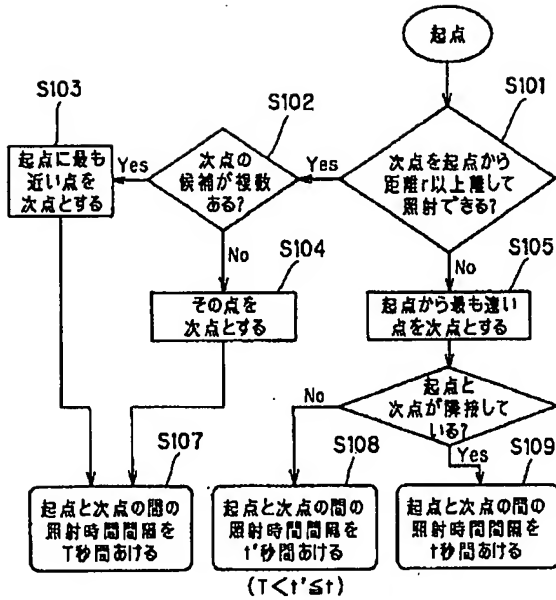 起点
S101
次点を起点から
距離r以上離して
照射できる?
Yes
No
S102
次点の
候補が複数
ある?
Yes
No
S103
起点に最も
近い点を
次点とする
S104
その点を
次点とする
S105
起点から最も遠い
点を次点とする
起点と
次点が隣接して
いる?
No
Yes
S107
起点と次点の間の
照射時間間隔を
T秒間あける
S108
起点と次点の間の
照射時間間隔を
t'秒間あける
S109
起点と次点の間の
照射時間間隔を
t秒間あける
(T<t'≦t)